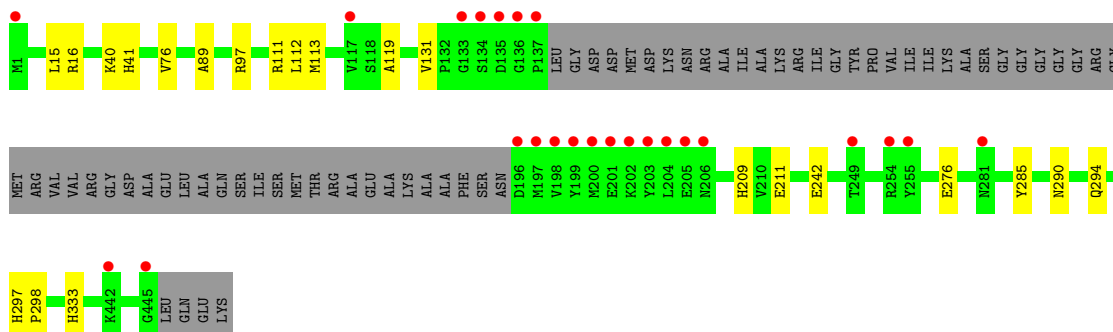 M1 L15 R16 K40 H41 V76 A89 R97 R111 L112 M113 V117 S118 A119 V131 P132 G133 S134 D135 G136 P137 LEU GLY ASP ASP MET ASP LYS ASN ARG ALA ILE ALA LYS ARG ILE GLY TYR PRO VAL ILE ILE LYS ALA SER GLY GLY GLY GLY GLY ARG GLY
MET ARG VAL VAL ARG GLY ASP ALA GLU LEU ALA GLN SER ILE SER MET THR ARG ALA GLU ALA LYS ALA ALA PHE SER ASN D196 M197 V198 Y199 M200 E201 K202 Y203 L204 E205 N206 H209 V210 E211 E242 T249 R254 Y255 E276 N281 Y285 N290 Q294
H297 P298 H333 K442 G445 LEU GLN GLU LYS